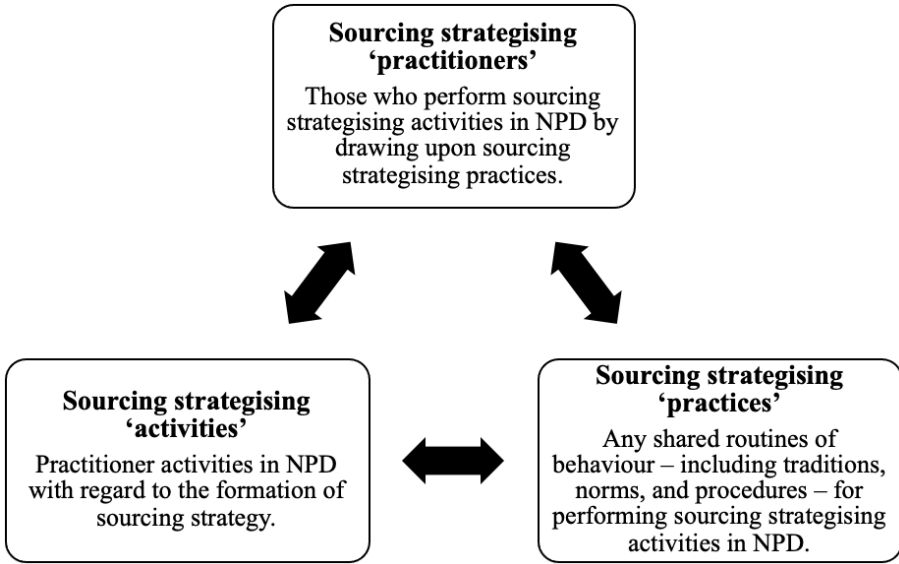 Sourcing strategising
‘practitioners’
Those who perform sourcing
strategising activities in NPD by
drawing upon sourcing
strategising practices.
Sourcing strategising
‘activities’
Practitioner activities in NPD
with regard to the formation of
sourcing strategy.
Sourcing strategising
‘practices’
Any shared routines of
behaviour – including traditions,
norms, and procedures – for
performing sourcing strategising
activities in NPD.